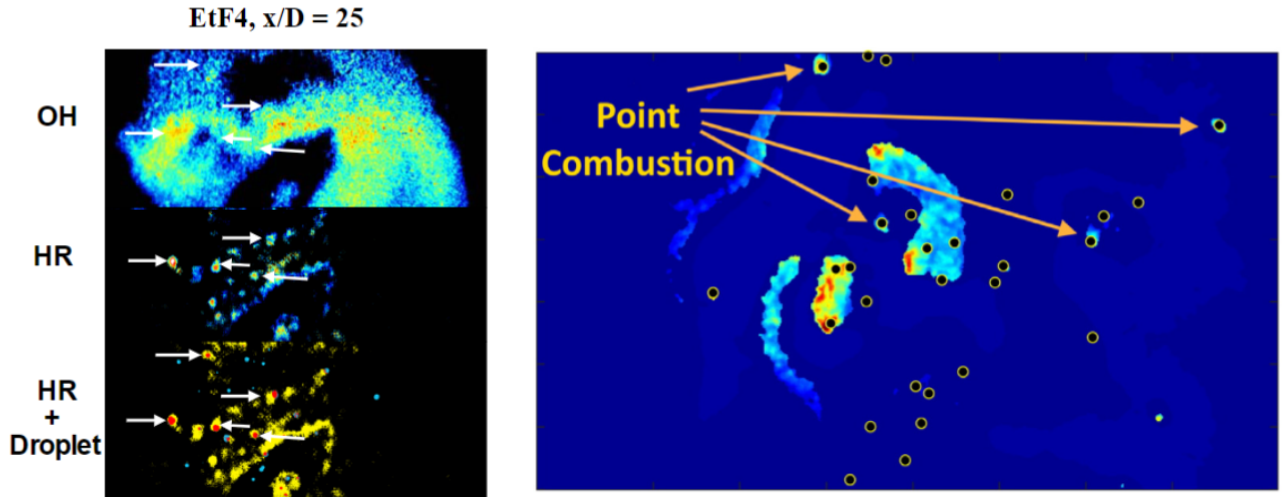 EtF4, x/D = 25
OH
HR
HR
+
Droplet
Point
Combustion